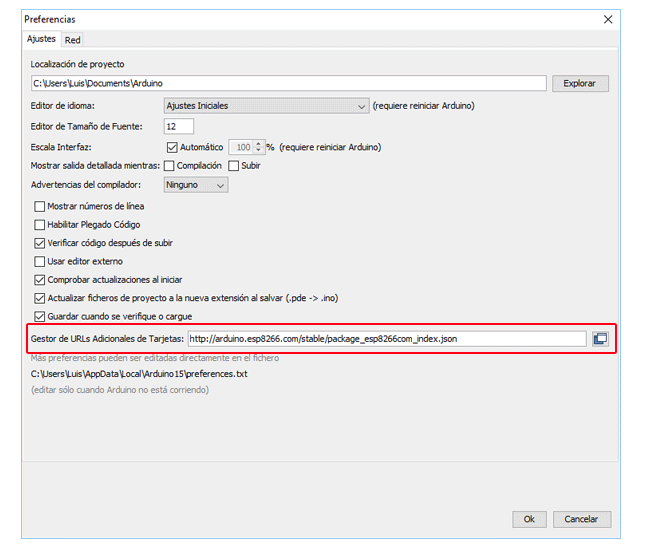 Preferencias
Ajustes Red
Localización de proyecto
C:\Users\Luis\Documents\Arduino Explorar
Editor de idioma: Ajustes Iniciales (requiere reiniciar Arduino)
Editor de Tamaño de Fuente: 12
Escala Interfaz: Automático 100 % (requiere reiniciar Arduino)
Mostrar salida detallada mientras: Compilación Subir
Advertencias del compilador: Ninguno
Mostrar números de línea
Habilitar Plegado Código
Verificar código después de subir
Usar editor externo
Comprobar actualizaciones al iniciar
Actualizar ficheros de proyecto a la nueva extensión al salvar (.pde -> .ino)
Guardar cuando se verifique o cargue
Gestor de URLs Adicionales de Tarjetas: http://arduino.esp8266.com/stable/package_esp8266com_index.json
Más preferencias pueden ser editadas directamente en el fichero
C:\Users\Luis\AppData\Local\Arduino15\preferences.txt
(editar sólo cuando Arduino no está corriendo)
Ok Cancelar